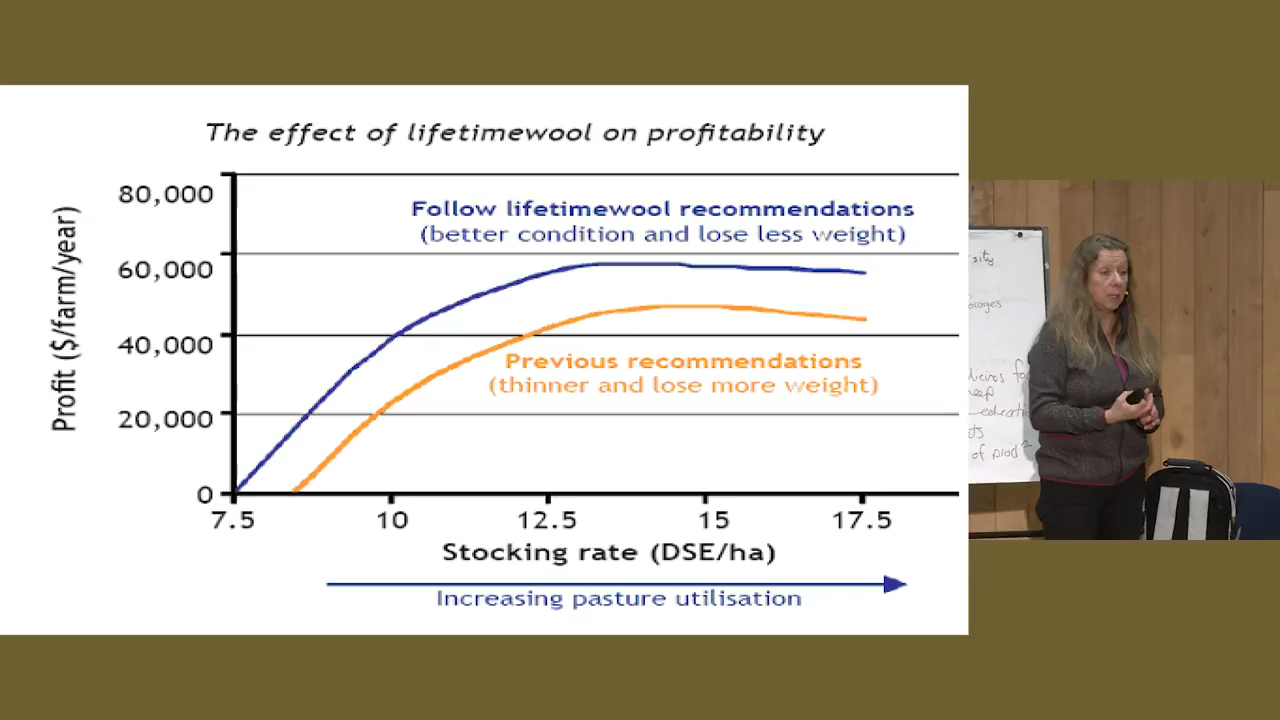 The effect of lifetimewool on profitability
80,000
60,000
40,000
20,000
0
Profit ($/farm/year)
Follow lifetimewool recommendations
(better condition and lose less weight)
Previous recommendations
(thinner and lose more weight)
7.5 10 12.5 15 17.5
Stocking rate (DSE/ha)
Increasing pasture utilisation
of prod